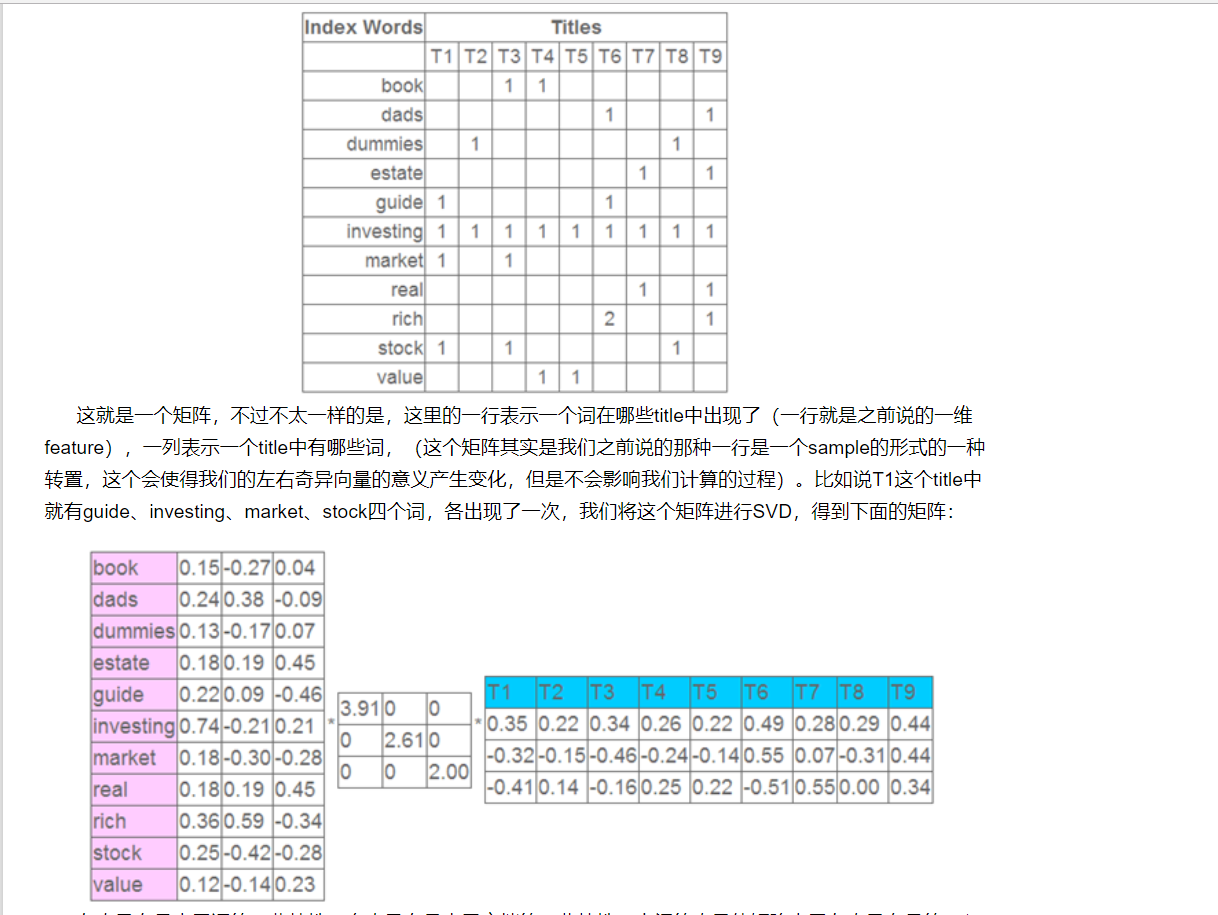 Index Words Titles
T1 T2 T3 T4 T5 T6 T7 T8 T9
book 1 1
dads 1 1
dummies 1 1
estate 1 1
guide 1 1
investing 1 1 1 1 1 1 1 1 1
market 1 1
real 1 1
rich 2 1
stock 1 1 1
value 1 1
这就是一个矩阵，不过不太一样的是，这里的一行表示一个词在哪些title中出现了（一行就是之前说的一维
feature），一列表示一个title中有哪些词，（这个矩阵其实是我们之前说的那种一行是一个sample的形式的一种
转置，这个会使得我们的左右奇异向量的意义产生变化，但是不会影响我们计算的过程）。比如说T1这个title中
就有guide、investing、market、stock四个词，各出现了一次，我们将这个矩阵进行SVD，得到下面的矩阵：
book 0.15 -0.27 0.04
dads 0.24 0.38 -0.09
dummies 0.13 -0.17 0.07
estate 0.18 0.19 0.45
guide 0.22 0.09 -0.46
investing 0.74 -0.21 0.21
market 0.18 -0.30 -0.28
real 0.18 0.19 0.45
rich 0.36 0.59 -0.34
stock 0.25 -0.42 -0.28
value 0.12 -0.14 0.23
*
3.91 0 0
0 2.61 0
0 0 2.00
*
T1 T2 T3 T4 T5 T6 T7 T8 T9
0.35 0.22 0.34 0.26 0.22 0.49 0.28 0.29 0.44
-0.32 -0.15 -0.46 -0.24 -0.14 0.55 0.07 -0.31 0.44
-0.41 0.14 -0.16 0.25 0.22 -0.51 0.55 0.00 0.34